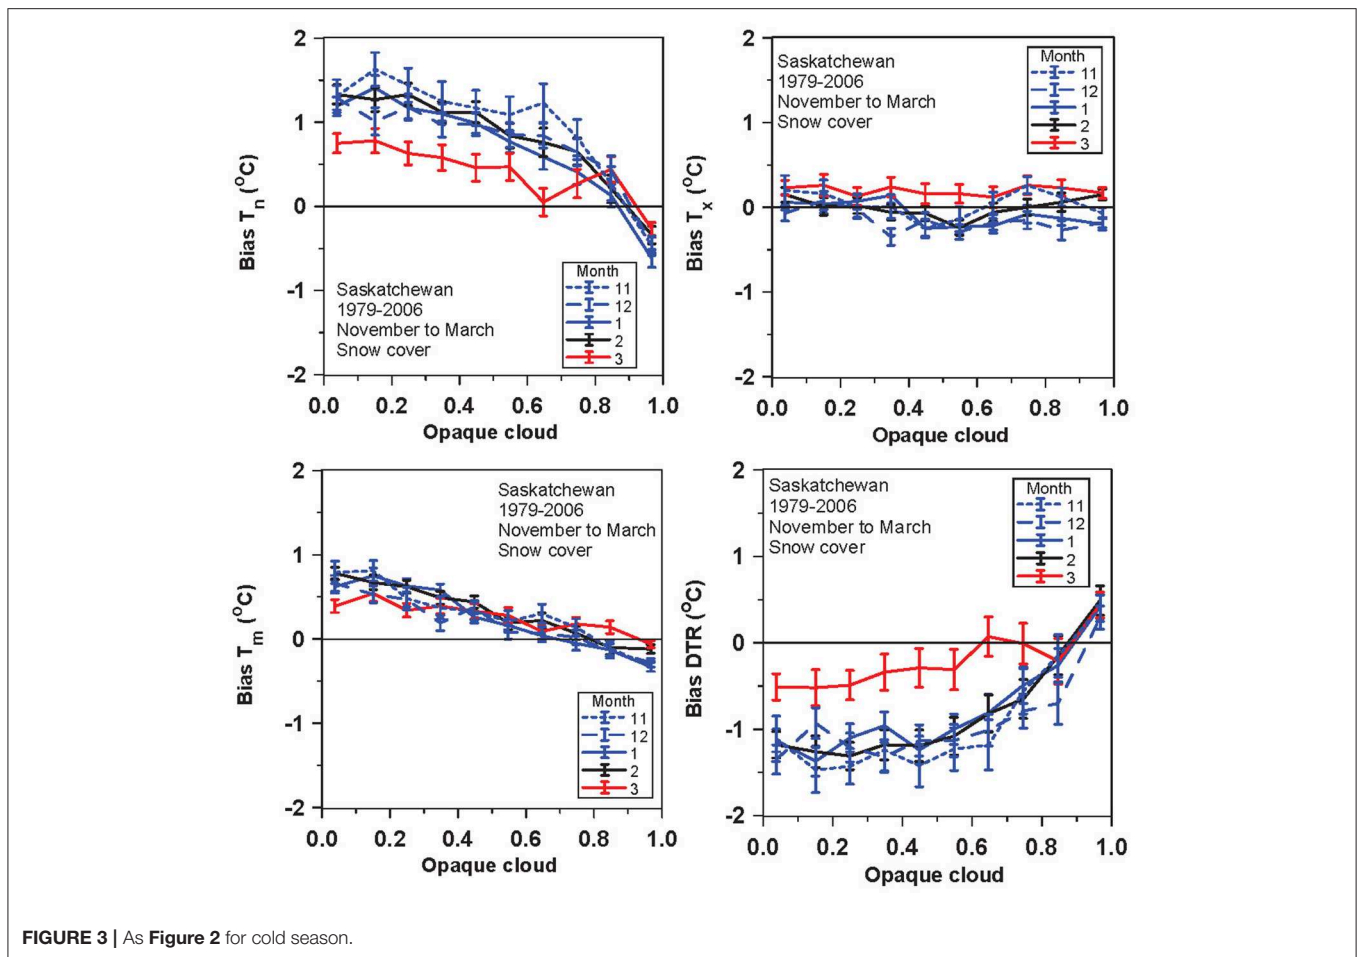 2
1
0
-1
-2
Bias Tn (°C)
Saskatchewan
1979-2006
November to March
Snow cover
Month
11
12
1
2
3
0.0 0.2 0.4 0.6 0.8 1.0
Opaque cloud
2
1
0
-1
-2
Bias Tx (°C)
Saskatchewan
1979-2006
November to March
Snow cover
Month
11
12
1
2
3
0.0 0.2 0.4 0.6 0.8 1.0
Opaque cloud
2
1
0
-1
-2
Bias Tm (°C)
Saskatchewan
1979-2006
November to March
Snow cover
Month
11
12
1
2
3
0.0 0.2 0.4 0.6 0.8 1.0
Opaque cloud
2
1
0
-1
-2
Bias DTR (°C)
Saskatchewan
1979-2006
November to March
Snow cover
Month
11
12
1
2
3
0.0 0.2 0.4 0.6 0.8 1.0
Opaque cloud
FIGURE 3 | As Figure 2 for cold season.